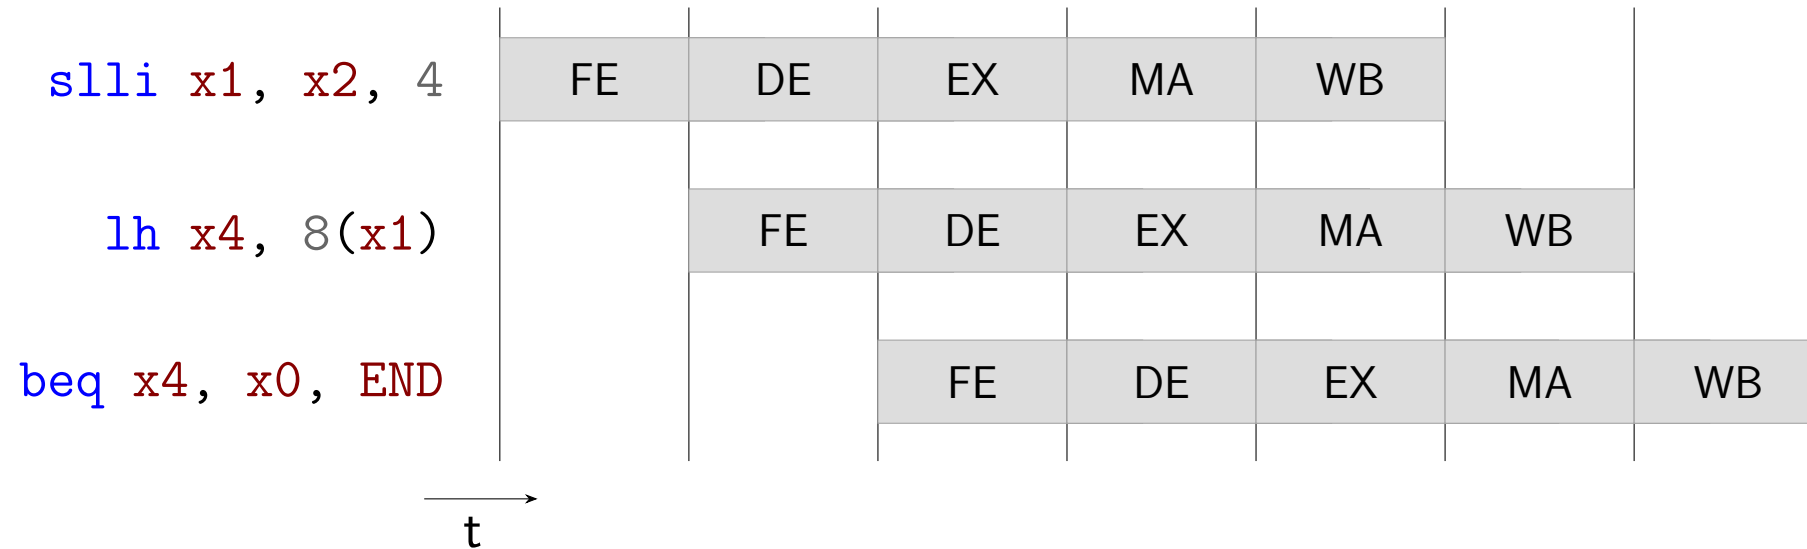 slli x1, x2, 4 FE DE EX MA WB
lh x4, 8(x1) FE DE EX MA WB
beq x4, x0, END FE DE EX MA WB
t